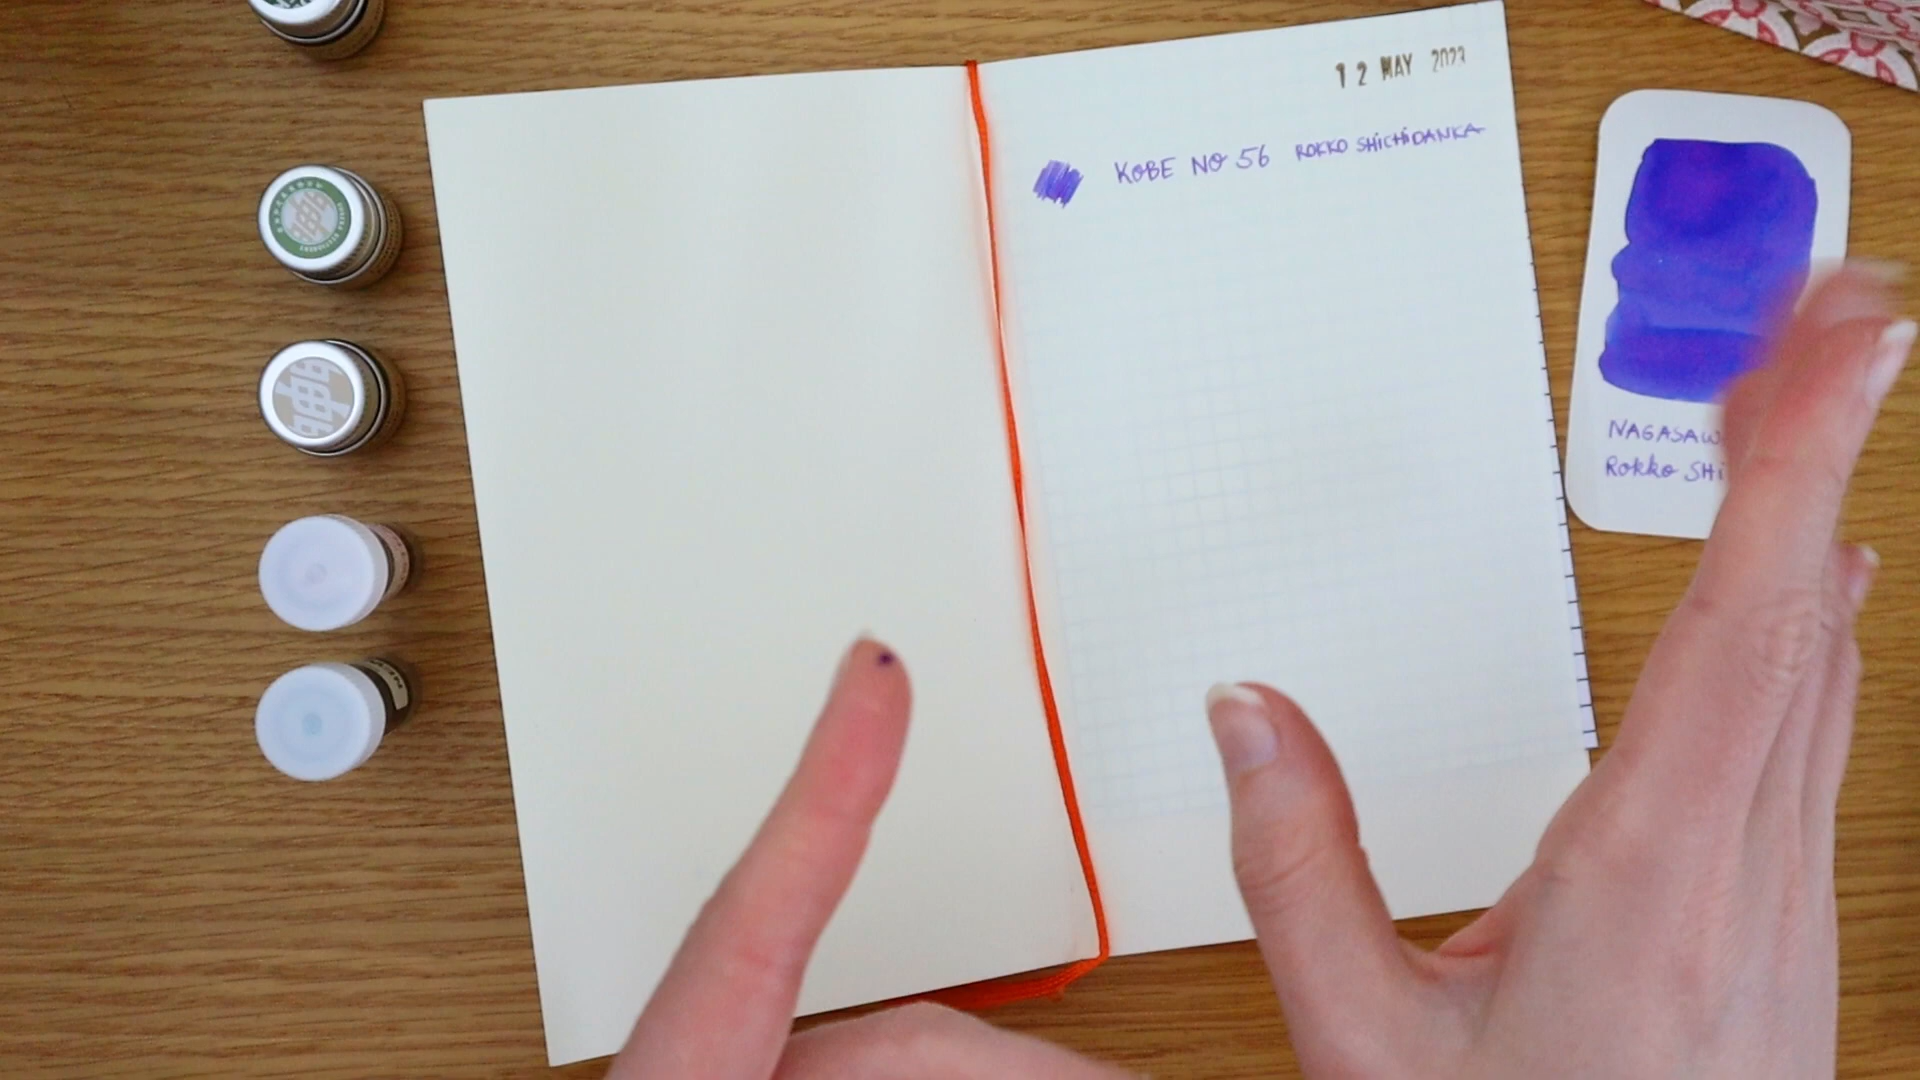 12 MAY 2023
KOBE NO 56 ROKKO SHICHIDANKA
NAGASAW
Rokko SHi